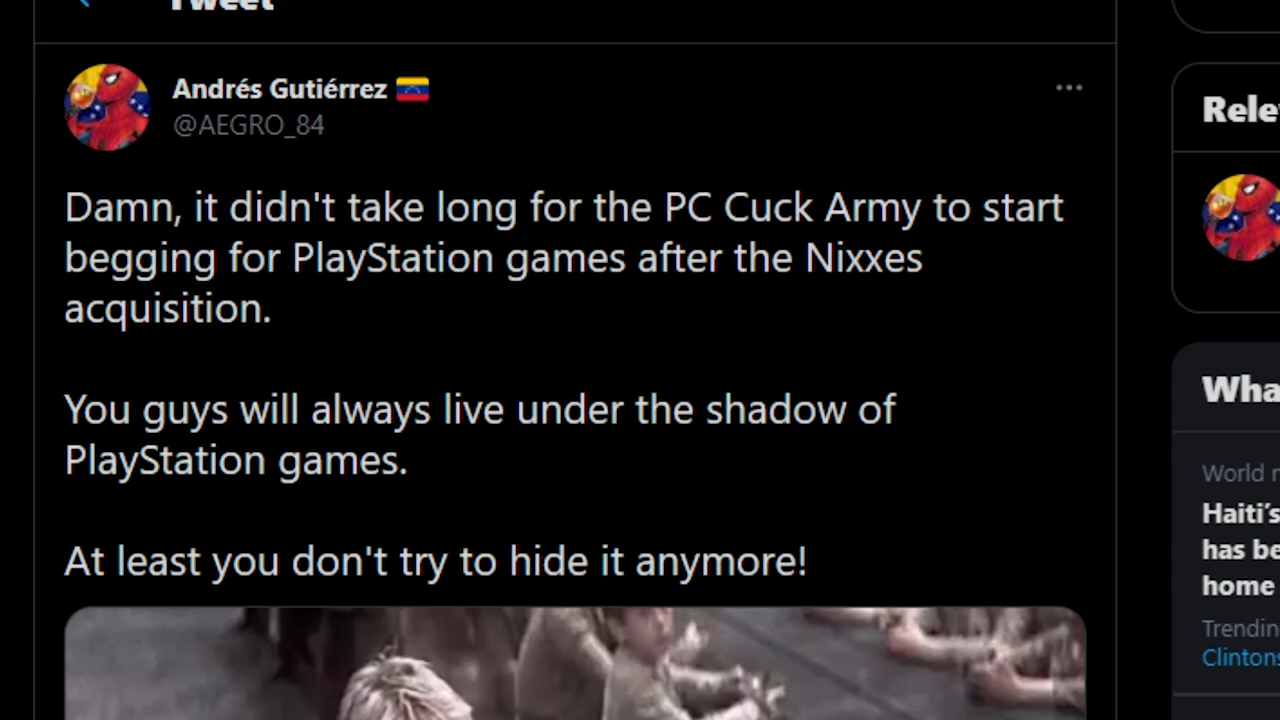 Tweet
Andrés Gutiérrez
@AEGRO_84
Damn, it didn't take long for the PC Cuck Army to start
begging for PlayStation games after the Nixxes
acquisition.
You guys will always live under the shadow of
PlayStation games.
At least you don't try to hide it anymore!
Rele
Wha
World
Haiti's
has be
home
Trendin
Clintons